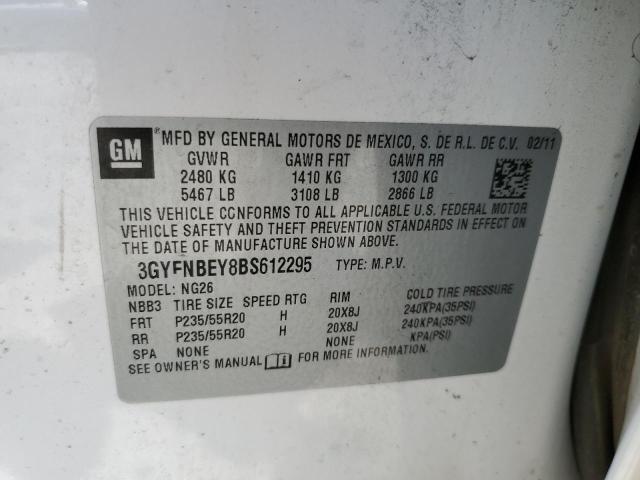 GM ® MFD BY GENERAL MOTORS DE MEXICO, S. DE R.L. DE C.V. 02/11
GVWR GAWR FRT GAWR RR
2480 KG 1410 KG 1300 KG
5467 LB 3108 LB 2866 LB
THIS VEHICLE CONFORMS TO ALL APPLICABLE U.S. FEDERAL MOTOR
VEHICLE SAFETY AND THEFT PREVENTION STANDARDS IN EFFECT ON
THE DATE OF MANUFACTURE SHOWN ABOVE.
3GYFNBEY8BS612295 TYPE: M.P.V.
MODEL: NG26
NBB3 TIRE SIZE SPEED RTG RIM COLD TIRE PRESSURE
FRT P235/55R20 H 20X8J 240KPA(35PSI)
RR P235/55R20 H 20X8J 240KPA(35PSI)
SPA NONE NONE KPA(PSI)
SEE OWNER'S MANUAL FOR MORE INFORMATION.